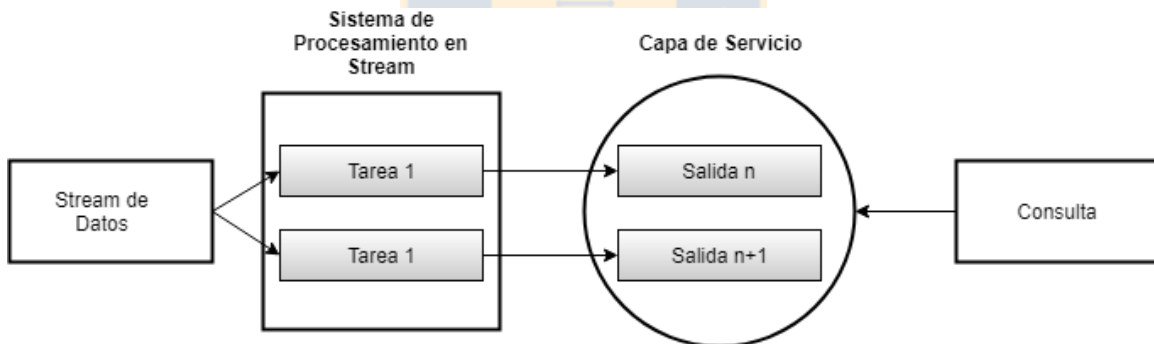 Sistema de
Procesamiento en
Stream
Capa de Servicio
Stream de
Datos
Tarea 1
Tarea 1
Salida n
Salida n+1
Consulta